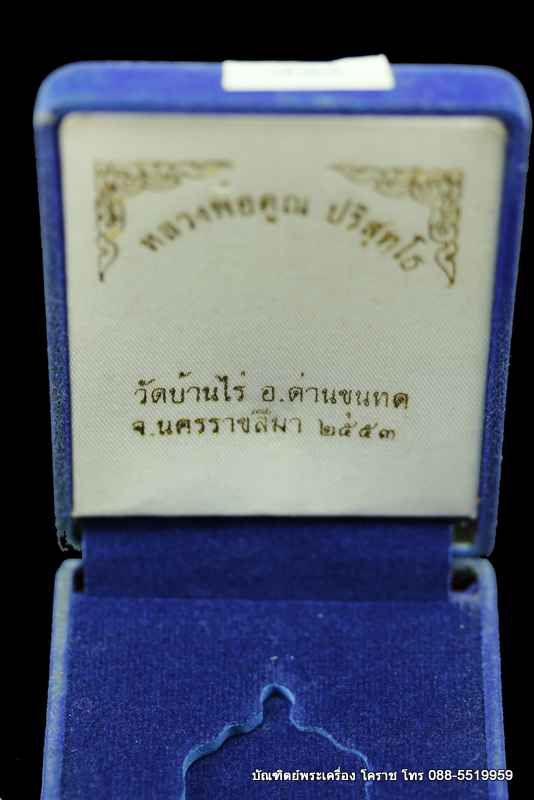 หลวงพ่อคูณ ปริสุทโธ
วัดบ้านไร่ อ.ด่านขุนทด
จ.นครราชสีมา ๒๕๕๓
บัณฑิตย์พระเครื่อง โคราช โทร 088-5519959